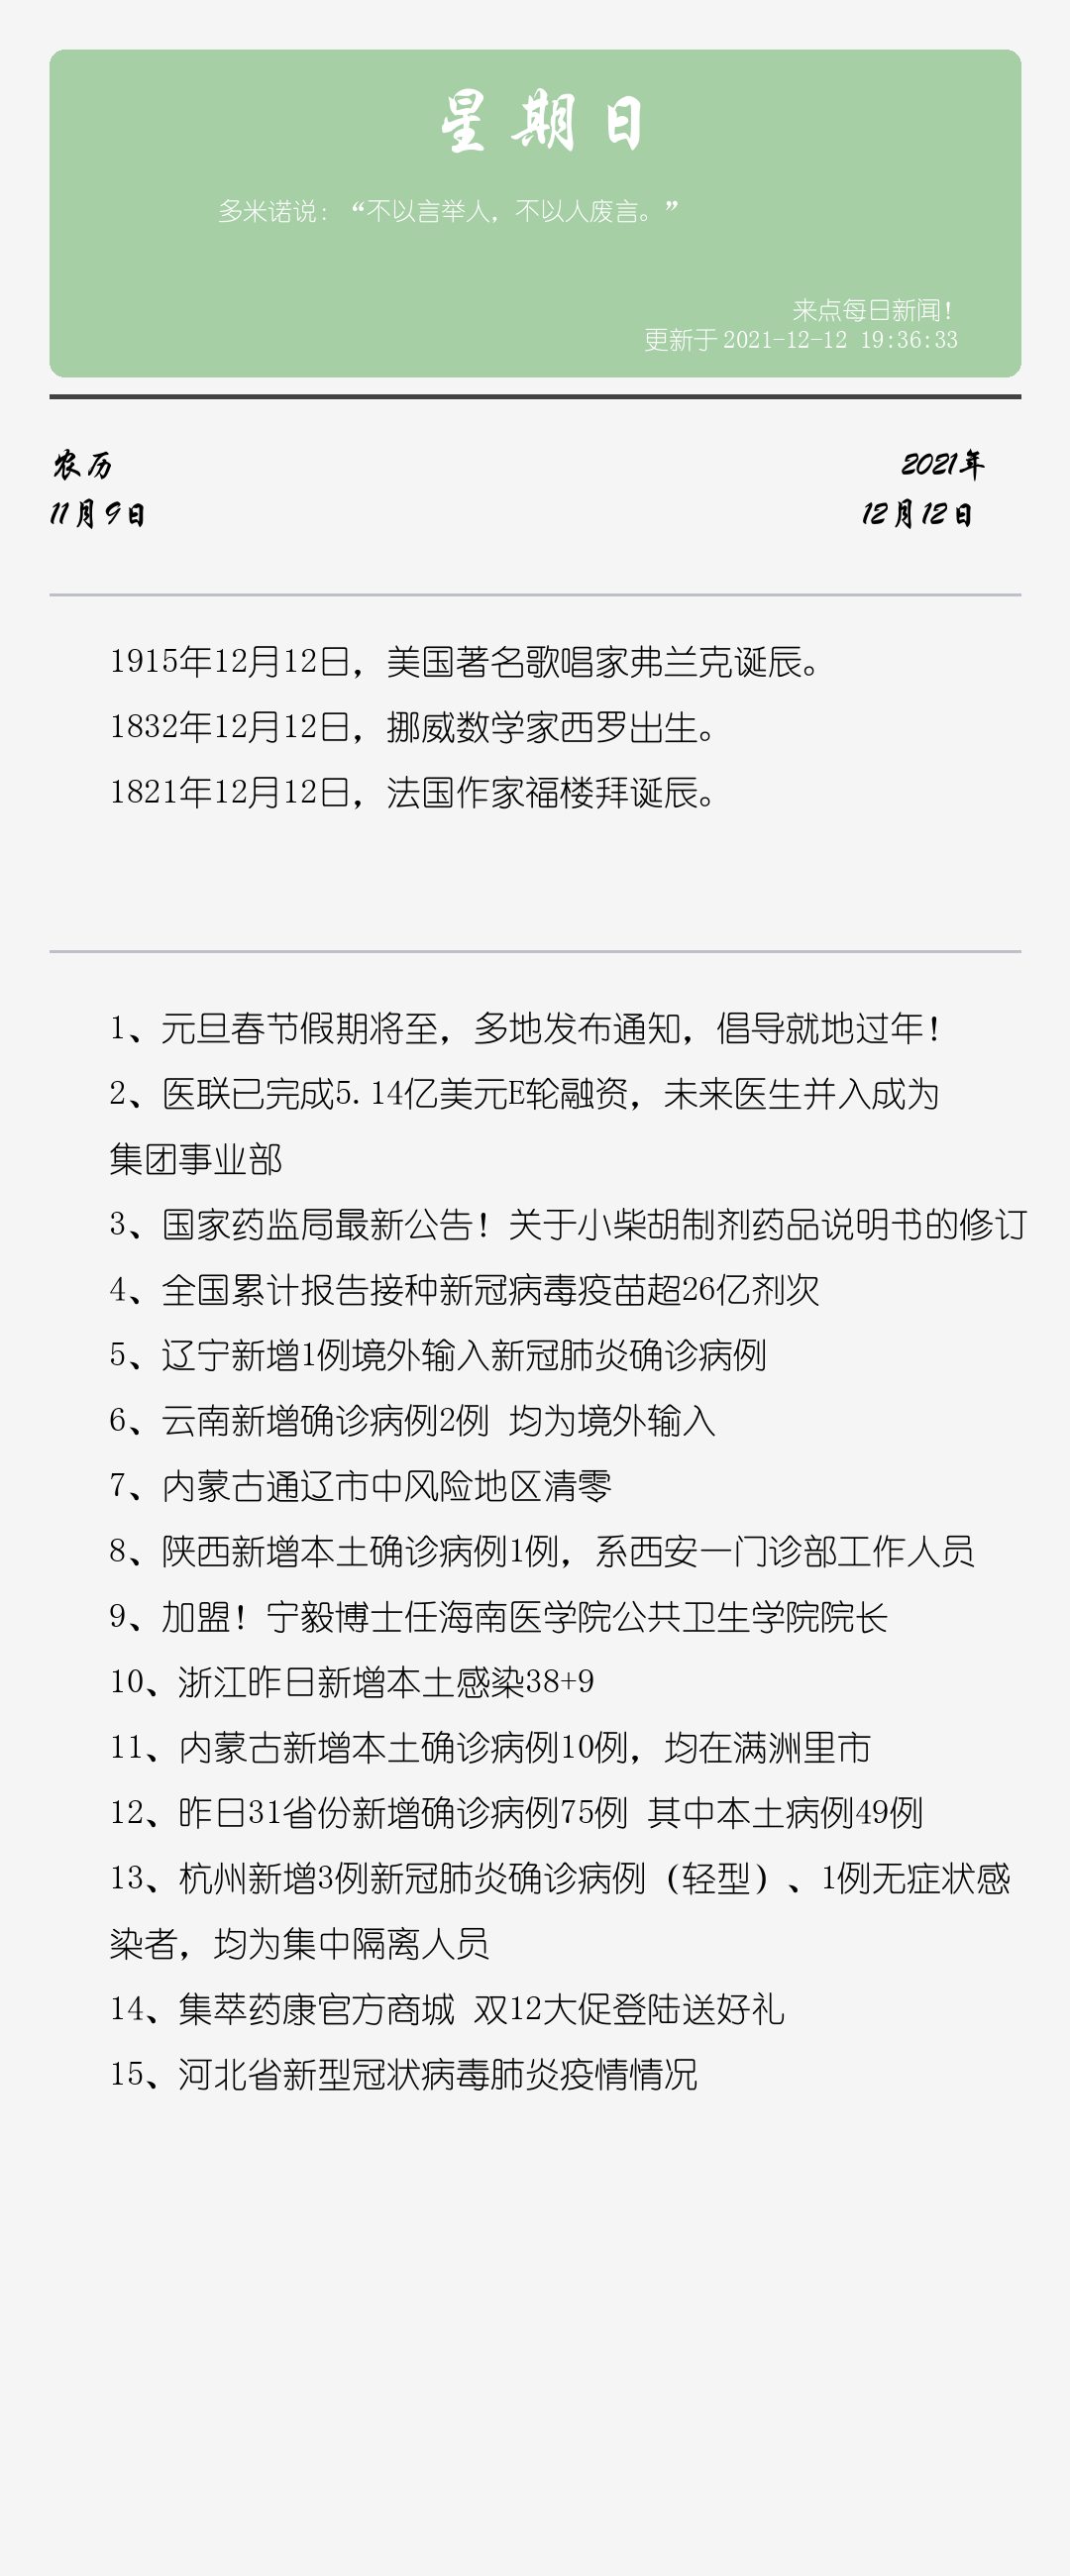 星期日
多米诺说：“不以言举人，不以人废言。”
来点每日新闻！
更新于 2021-12-12 19:36:33
农历
2021年
11月9日
12月12日
1915年12月12日，美国著名歌唱家弗兰克诞辰。
1832年12月12日，挪威数学家西罗出生。
1821年12月12日，法国作家福楼拜诞辰。
1、元旦春节假期将至，多地发布通知，倡导就地过年！
2、医联已完成5.14亿美元E轮融资，未来医生并入成为
集团事业部
3、国家药监局最新公告！关于小柴胡制剂药品说明书的修订
4、全国累计报告接种新冠病毒疫苗超26亿剂次
5、辽宁新增1例境外输入新冠肺炎确诊病例
6、云南新增确诊病例2例 均为境外输入
7、内蒙古通辽市中风险地区清零
8、陕西新增本土确诊病例1例，系西安一门诊部工作人员
9、加盟！宁毅博士任海南医学院公共卫生学院院长
10、浙江昨日新增本土感染38+9
11、内蒙古新增本土确诊病例10例，均在满洲里市
12、昨日31省份新增确诊病例75例 其中本土病例49例
13、杭州新增3例新冠肺炎确诊病例（轻型）、1例无症状感
染者，均为集中隔离人员
14、集萃药康官方商城 双12大促登陆送好礼
15、河北省新型冠状病毒肺炎疫情情况